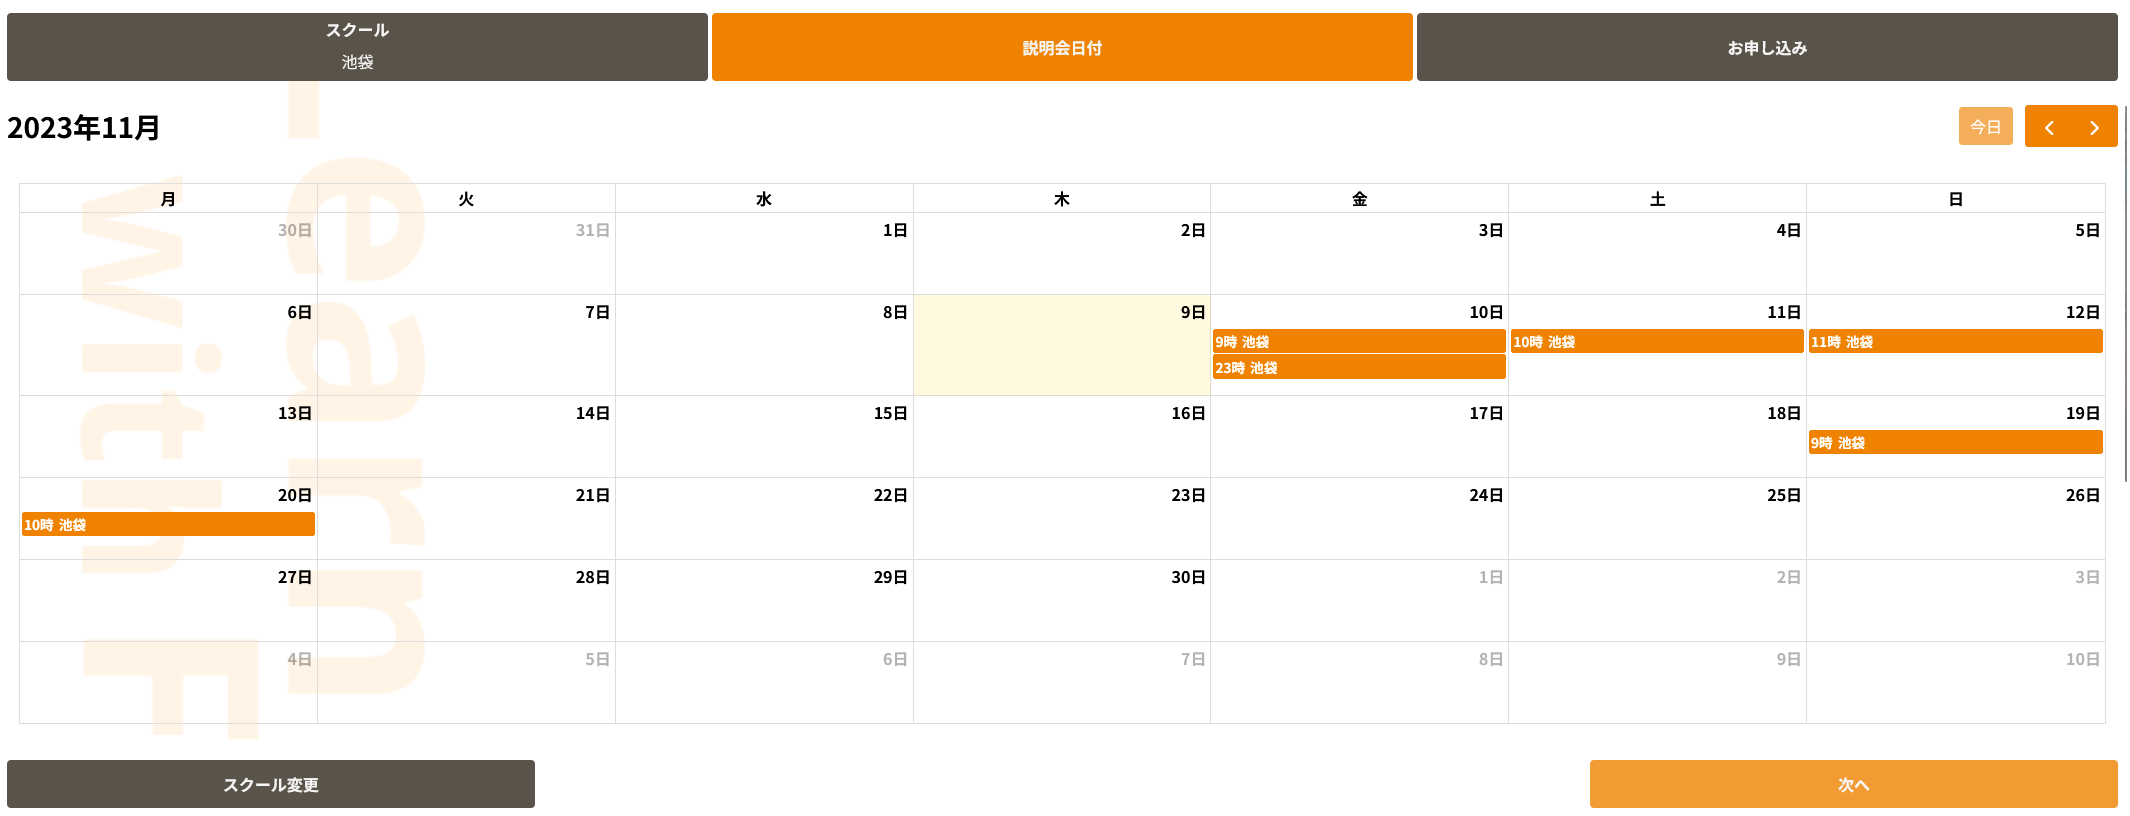 スクール
池袋
説明会日付
お申し込み
2023年11月
今日
月 火 水 木 金 土 日
30日 31日 1日 2日 3日 4日 5日
6日 7日 8日 9日 10日 11日 12日
9時 池袋 10時 池袋 11時 池袋
23時 池袋
13日 14日 15日 16日 17日 18日 19日
9時 池袋
20日 21日 22日 23日 24日 25日 26日
10時 池袋
27日 28日 29日 30日 1日 2日 3日
4日 5日 6日 7日 8日 9日 10日
スクール変更
次へ
Learn
with F